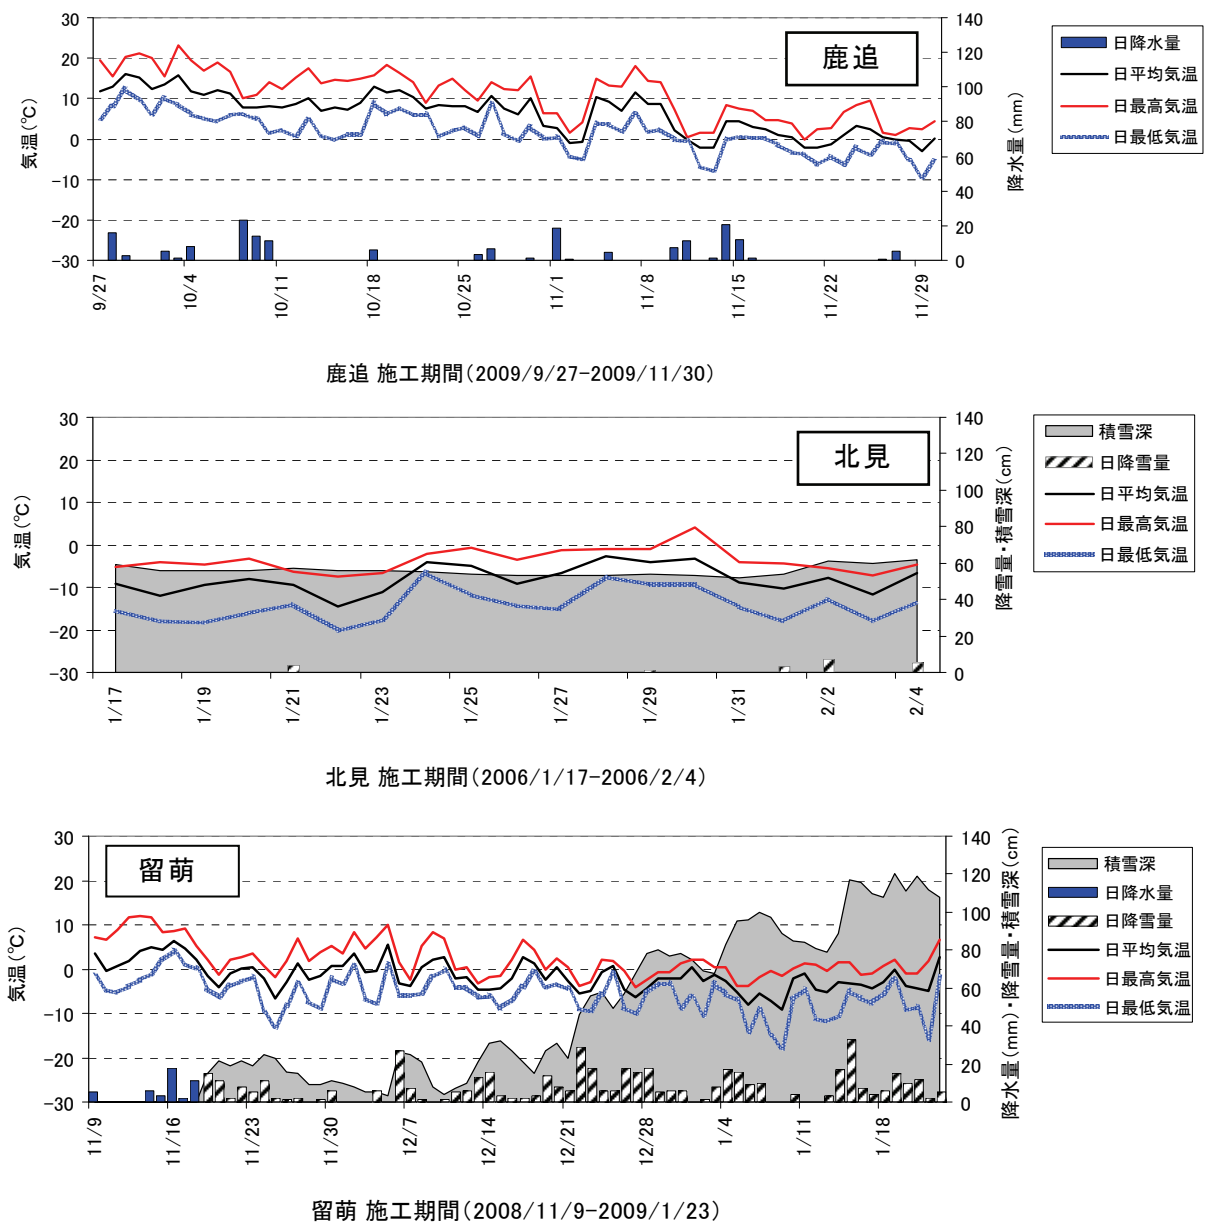 鹿追
気温(℃)
30
20
10
0
-10
-20
-30
降水量(mm)
140
120
100
80
60
40
20
0
9/27
10/4
10/11
10/18
10/25
11/1
11/8
11/15
11/22
11/29
日降水量
日平均気温
日最高気温
日最低気温
鹿追 施工期間(2009/9/27-2009/11/30)
北見
気温(℃)
30
20
10
0
-10
-20
-30
降雪量・積雪深(cm)
140
120
100
80
60
40
20
0
1/17
1/19
1/21
1/23
1/25
1/27
1/29
1/31
2/2
2/4
積雪深
日降雪量
日平均気温
日最高気温
日最低気温
北見 施工期間(2006/1/17-2006/2/4)
留萌
気温(℃)
30
20
10
0
-10
-20
-30
降水量(mm)・降雪量・積雪深(cm)
140
120
100
80
60
40
20
0
11/9
11/16
11/23
11/30
12/7
12/14
12/21
12/28
1/4
1/11
1/18
積雪深
日降水量
日降雪量
日平均気温
日最高気温
日最低気温
留萌 施工期間(2008/11/9-2009/1/23)